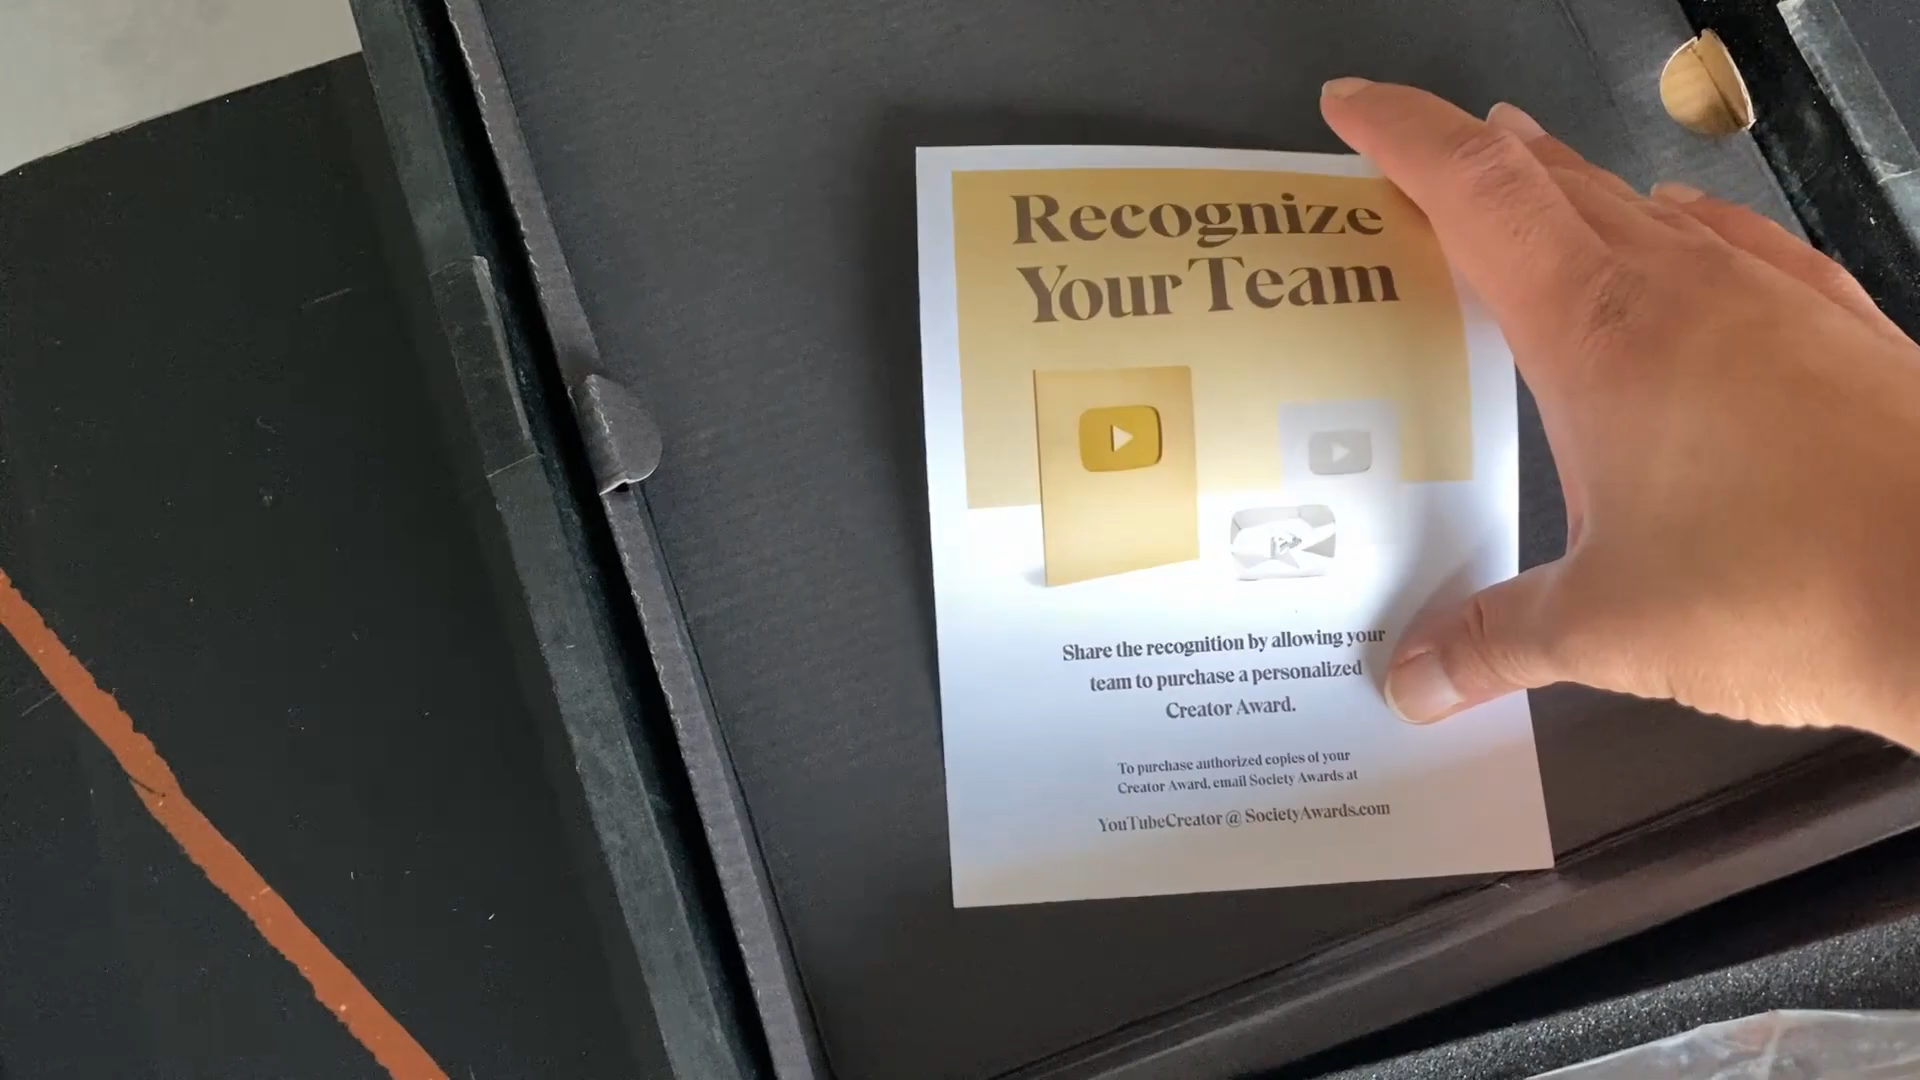 Recognize
Your Team
Share the recognition by allowing your
team to purchase a personalized
Creator Award.
To purchase authorized copies of your
Creator Award, email Society Awards at
YouTubeCreator @ SocietyAwards.com